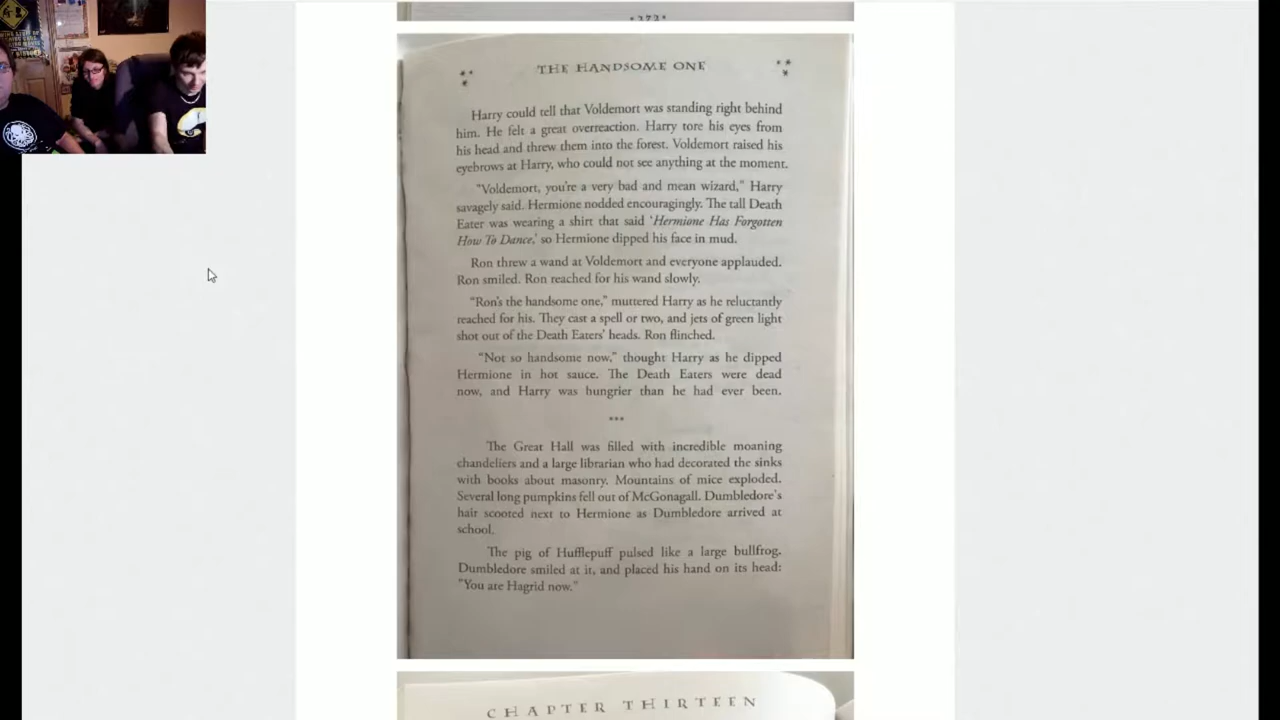 THE HANDSOME ONE
Harry could tell that Voldemort was standing right behind
him. He felt a great overreaction. Harry tore his eyes from
his head and threw them into the forest. Voldemort raised his
eyebrows at Harry, who could not see anything at the moment.
"Voldemort, you're a very bad and mean wizard," Harry
savagely said. Hermione nodded encouragingly. The tall Death
Eater was wearing a shirt that said 'Hermione Has Forgotten
How To Dance,' so Hermione dipped his face in mud.
Ron threw a wand at Voldemort and everyone applauded.
Ron smiled. Ron reached for his wand slowly.
"Ron's the handsome one," muttered Harry as he reluctantly
reached for his. They cast a spell or two, and jets of green light
shot out of the Death Eaters' heads. Ron flinched.
"Not so handsome now," thought Harry as he dipped
Hermione in hot sauce. The Death Eaters were dead
now, and Harry was hungrier than he had ever been.
***
The Great Hall was filled with incredible moaning
chandeliers and a large librarian who had decorated the sinks
with books about masonry. Mountains of mice exploded.
Several long pumpkins fell out of McGonagall. Dumbledore's
hair scooted next to Hermione as Dumbledore arrived at
school.
The pig of Hufflepuff pulsed like a large bullfrog.
Dumbledore smiled at it, and placed his hand on its head:
"You are Hagrid now."
CHAPTER THIRTEEN